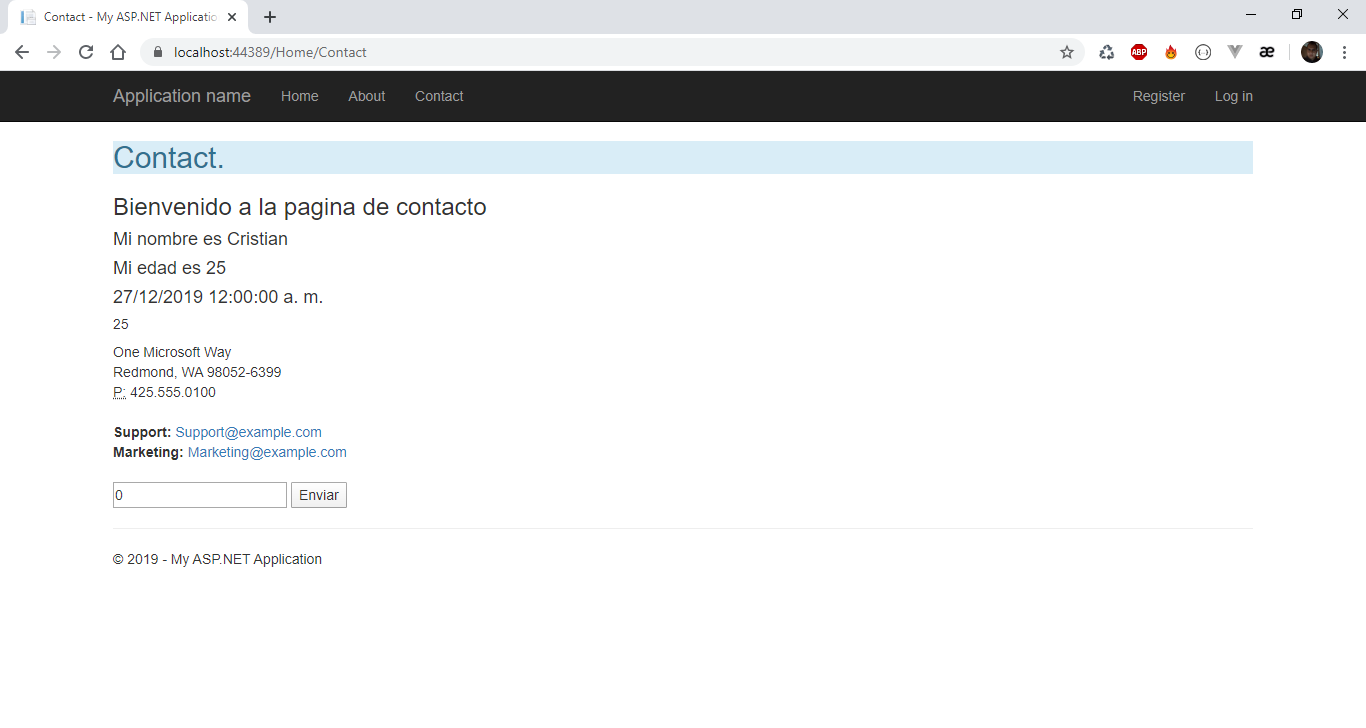 Contact - My ASP.NET Applicatio
localhost:44389/Home/Contact
ABP
æ
Application name Home About Contact Register Log in
Contact.
Bienvenido a la pagina de contacto
Mi nombre es Cristian
Mi edad es 25
27/12/2019 12:00:00 a. m.
25
One Microsoft Way
Redmond, WA 98052-6399
P: 425.555.0100
Support: Support@example.com
Marketing: Marketing@example.com
0 Enviar
© 2019 - My ASP.NET Application